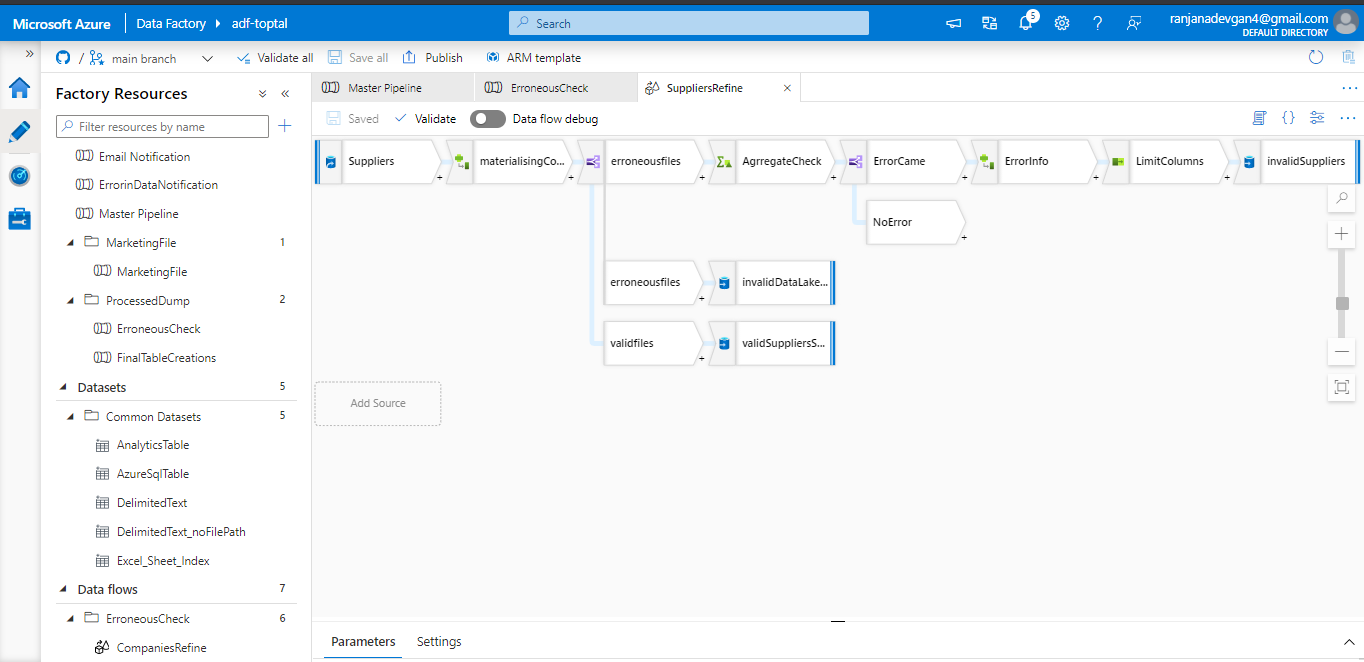 Microsoft Azure
Data Factory
adf-toptal
Search
5
ranjanadevgan4@gmail.com
DEFAULT DIRECTORY
/
main branch
Validate all
Save all
Publish
ARM template
Factory Resources
Filter resources by name
Email Notification
ErrorinDataNotification
Master Pipeline
MarketingFile 1
MarketingFile
ProcessedDump 2
ErroneousCheck
FinalTableCreations
Datasets 5
Common Datasets 5
AnalyticsTable
AzureSqlTable
DelimitedText
DelimitedText_noFilePath
Excel_Sheet_Index
Data flows 7
ErroneousCheck 6
CompaniesRefine
Master Pipeline
ErroneousCheck
SuppliersRefine
Saved
Validate
Data flow debug
Suppliers
materialisingCo...
erroneousfiles
AgrregateCheck
ErrorCame
ErrorInfo
LimitColumns
invalidSuppliers
NoError
erroneousfiles
invalidDataLake...
validfiles
validSuppliersS...
Add Source
Parameters
Settings